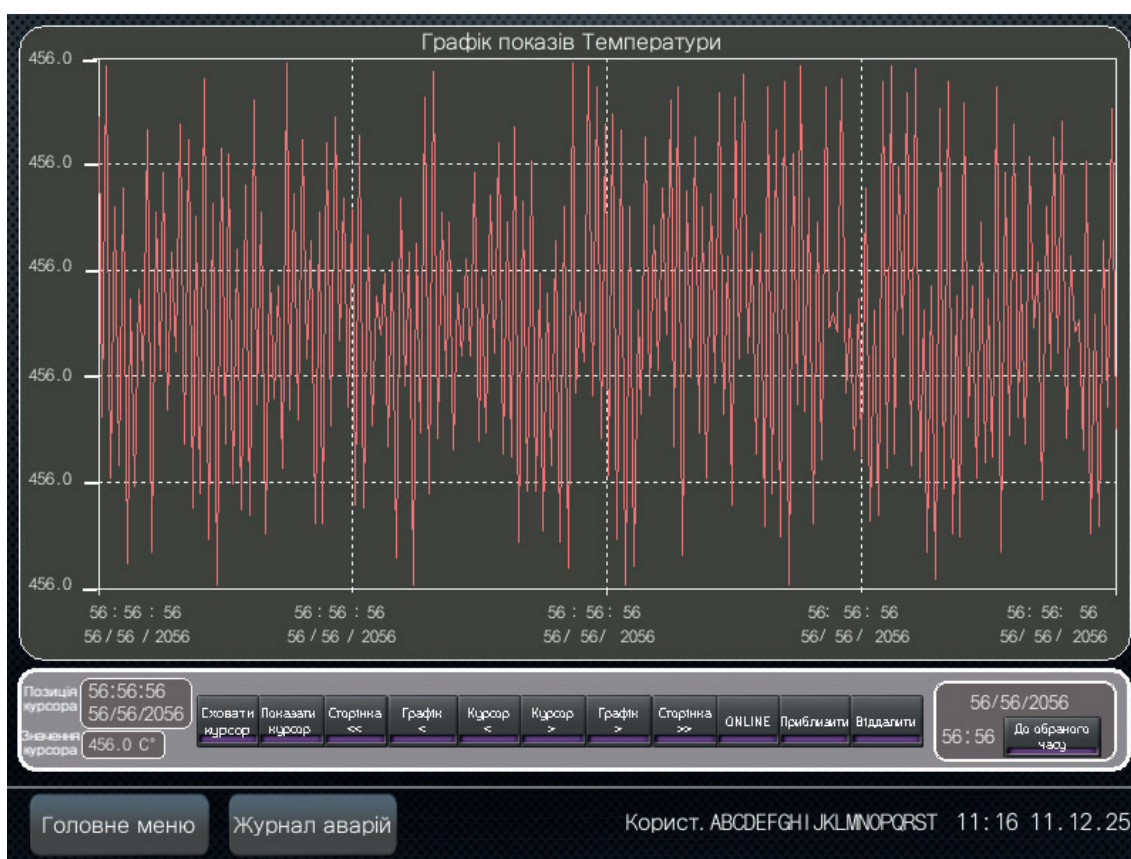 Графік показів Температури
456.0
456.0
456.0
456.0
456.0
456.0
56 : 56 : 56
56 : 56 : 56
56 : 56 : 56
56: 56 : 56
56: 56: 56
56 / 56 / 2056
56 / 56 / 2056
56 / 56 / 2056
56/ 56 / 2056
56/ 56 / 2056
Позиція курсора
56:56:56
56/56/2056
Значення курсора
456.0 C°
Сховати курсор
Показати курсор
Сторінка <<
Графік <
Курсор <
Курсор >
Графік >
Сторінка >>
ONLINE
Приблизити
Віддалити
56/56/2056
56:56
До обраного часу
Головне меню
Журнал аварій
Корист. ABCDEFGHIJKLMNOPQRST 11:16 11.12.25